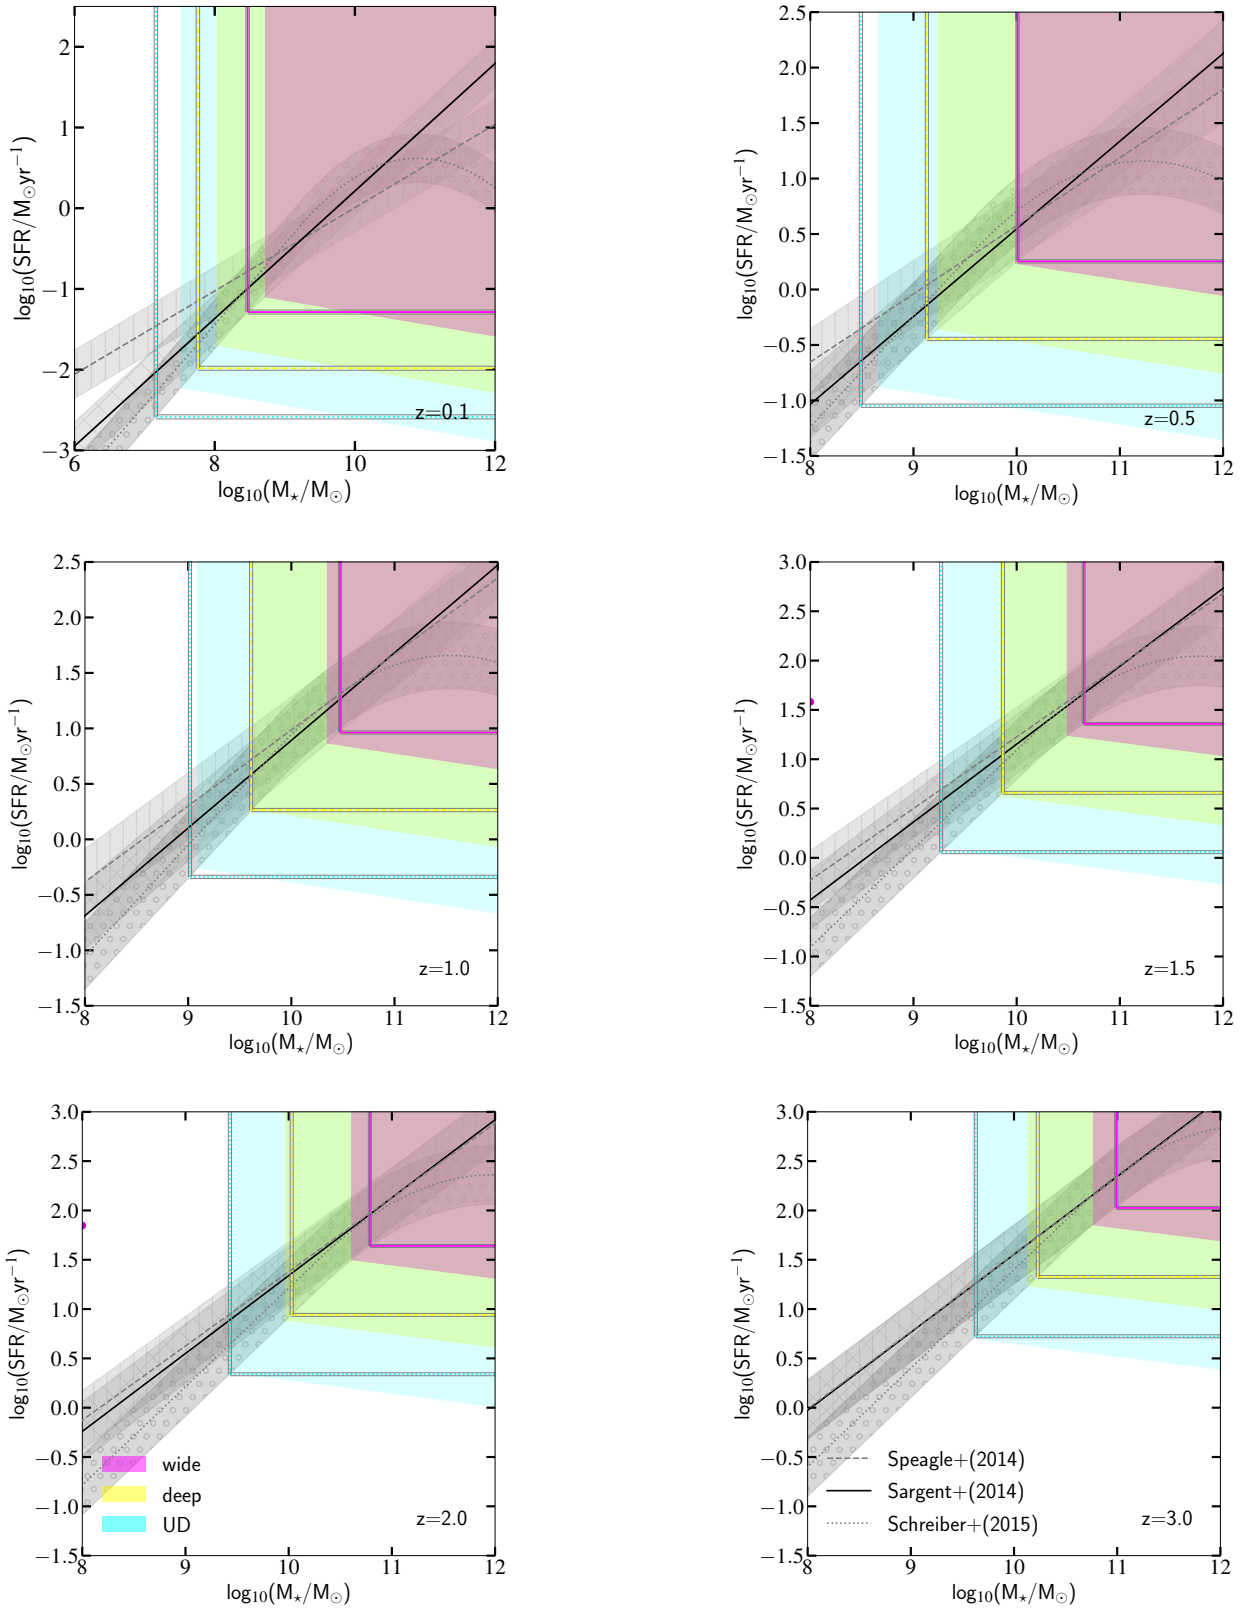 2
1
0
−1
−2
−3
log₁₀(SFR/M⊙yr⁻¹)
z=0.1
6 8 10 12
log₁₀(M⋆/M⊙)
2.5
2.0
1.5
1.0
0.5
0.0
−0.5
−1.0
−1.5
log₁₀(SFR/M⊙yr⁻¹)
z=0.5
8 9 10 11 12
log₁₀(M⋆/M⊙)
2.5
2.0
1.5
1.0
0.5
0.0
−0.5
−1.0
−1.5
log₁₀(SFR/M⊙yr⁻¹)
z=1.0
8 9 10 11 12
log₁₀(M⋆/M⊙)
3.0
2.5
2.0
1.5
1.0
0.5
0.0
−0.5
−1.0
−1.5
log₁₀(SFR/M⊙yr⁻¹)
z=1.5
8 9 10 11 12
log₁₀(M⋆/M⊙)
3.0
2.5
2.0
1.5
1.0
0.5
0.0
−0.5
−1.0
−1.5
log₁₀(SFR/M⊙yr⁻¹)
wide
deep
UD
z=2.0
8 9 10 11 12
log₁₀(M⋆/M⊙)
3.0
2.5
2.0
1.5
1.0
0.5
0.0
−0.5
−1.0
−1.5
log₁₀(SFR/M⊙yr⁻¹)
Speagle+(2014)
Sargent+(2014)
Schreiber+(2015)
z=3.0
8 9 10 11 12
log₁₀(M⋆/M⊙)